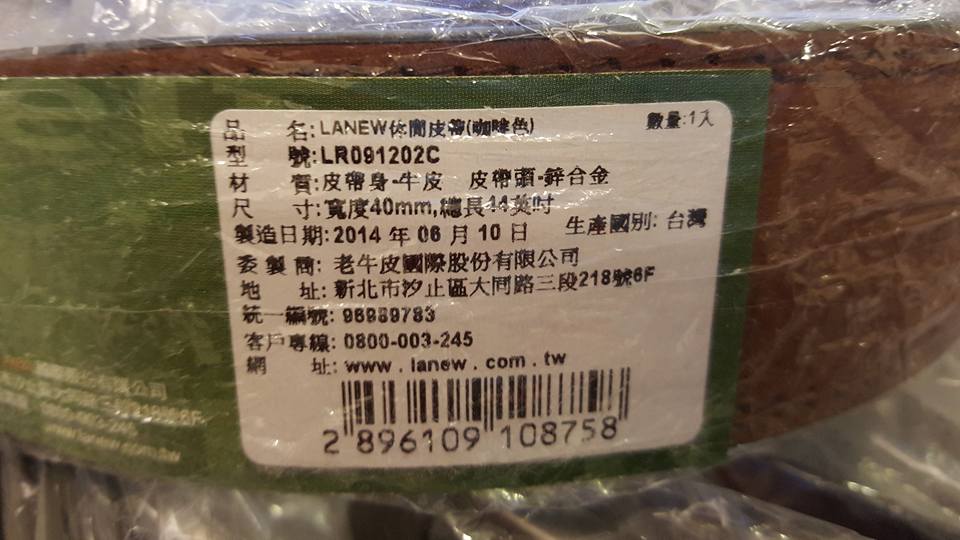 品 名:LANEW休閒皮帶(咖啡色) 數量:1入
型 號:LR091202C
材 質:皮帶身-牛皮 皮帶頭-鋅合金
尺 寸:寬度40mm,總長44英吋
製造日期:2014 年 06 月 10 日 生產國別: 台灣
委 製 商: 老牛皮國際股份有限公司
地 址: 新北市汐止區大同路三段218號6F
統一編號: 96989783
客戶專線: 0800-003-245
網 址: www . lanew . com . tw
2 896109 108758